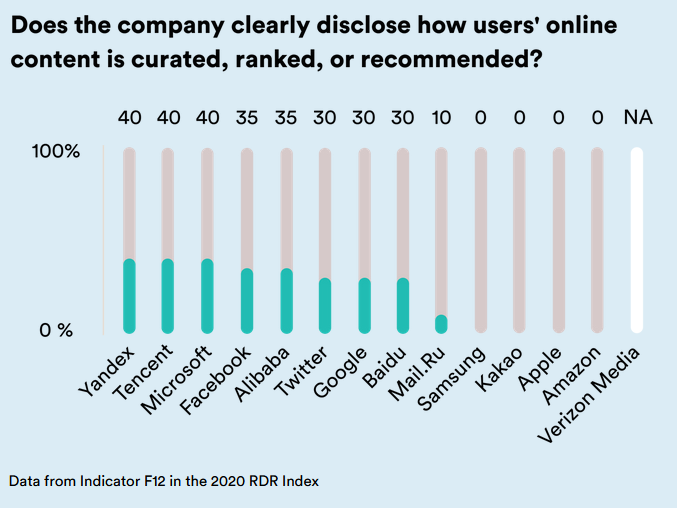 Does the company clearly disclose how users' online
content is curated, ranked, or recommended?
40 40 40 35 35 30 30 30 10 0 0 0 0 NA
100%
0 %
Yandex
Tencent
Microsoft
Facebook
Alibaba
Twitter
Google
Baidu
Mail.Ru
Samsung
Kakao
Apple
Amazon
Verizon Media
Data from Indicator F12 in the 2020 RDR Index